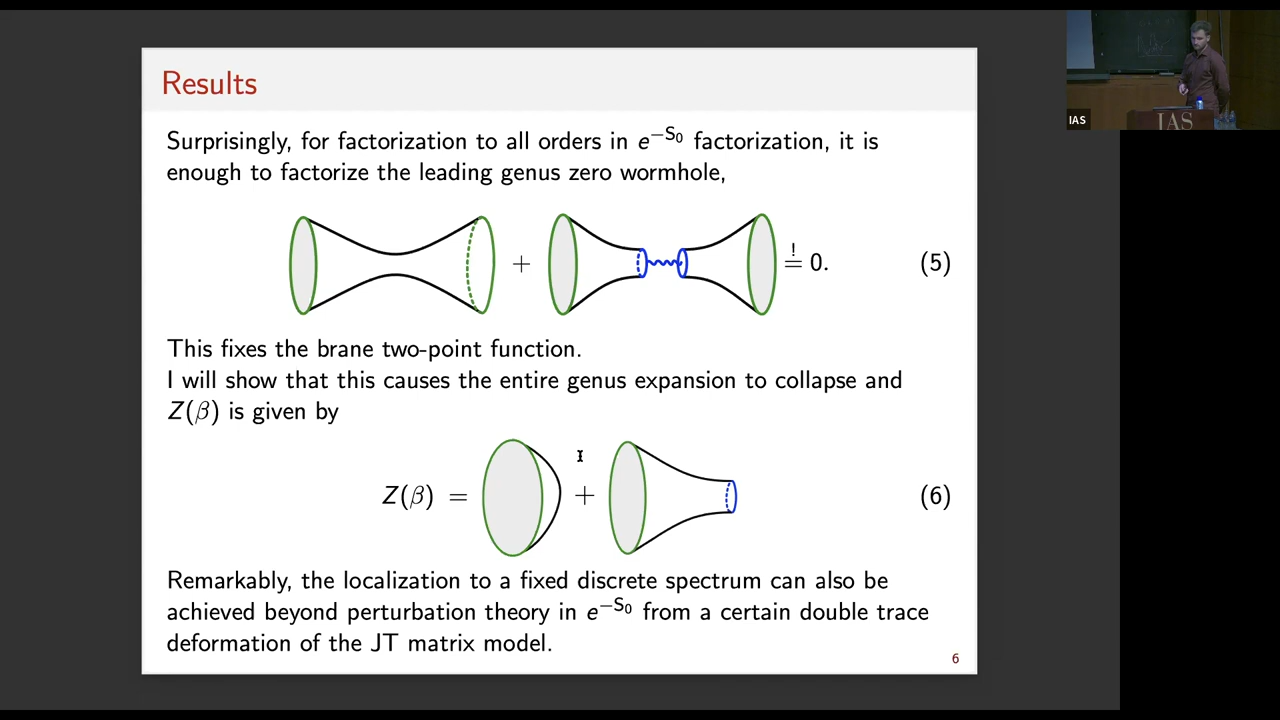 Results
Surprisingly, for factorization to all orders in e^{−S₀} factorization, it is
enough to factorize the leading genus zero wormhole,
+ != 0. (5)
This fixes the brane two-point function.
I will show that this causes the entire genus expansion to collapse and
Z(β) is given by
Z(β) = + (6)
Remarkably, the localization to a fixed discrete spectrum can also be
achieved beyond perturbation theory in e^{−S₀} from a certain double trace
deformation of the JT matrix model.
6
IAS
IAS